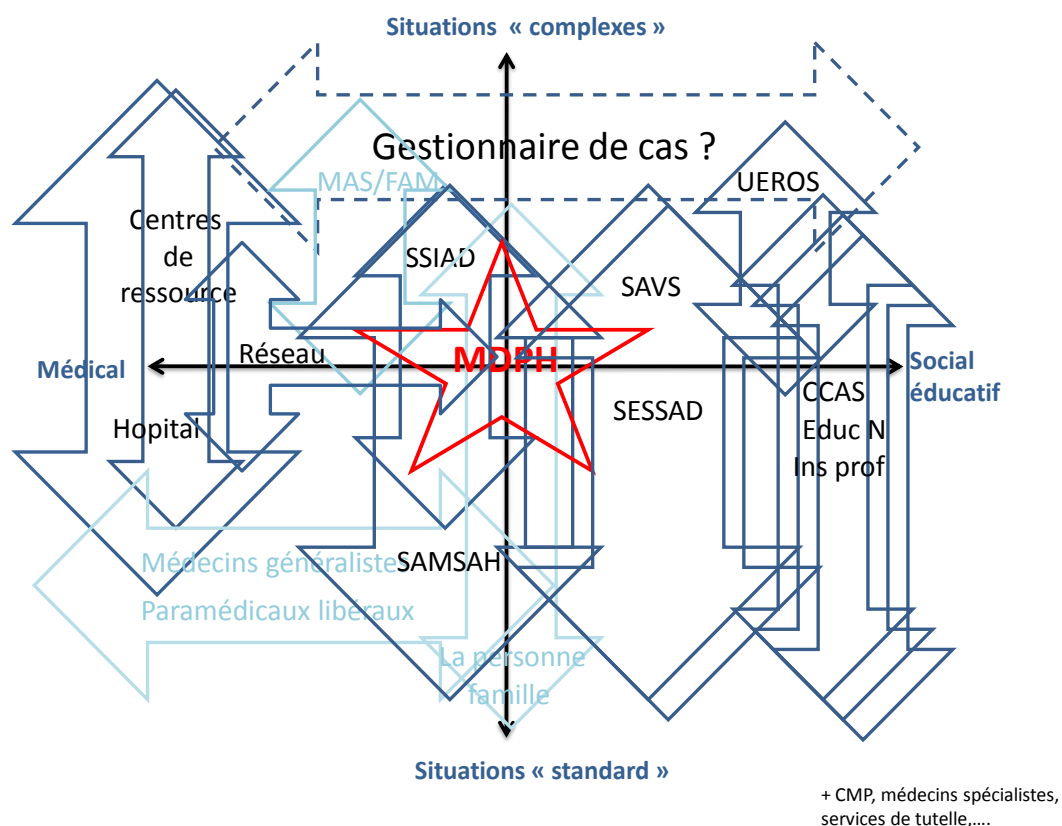 Situations « complexes »
Gestionnaire de cas ?
MAS/FAM
UEROS
Centres
de
ressource
SSIAD
SAVS
Réseau
MDPH
Médical
Social
éducatif
Hopital
SESSAD
CCAS
Educ N
Ins prof
Médecins généralistes
SAMSAH
Paramédicaux libéraux
La personne
famille
Situations « standard »
+ CMP, médecins spécialistes,
services de tutelle,….